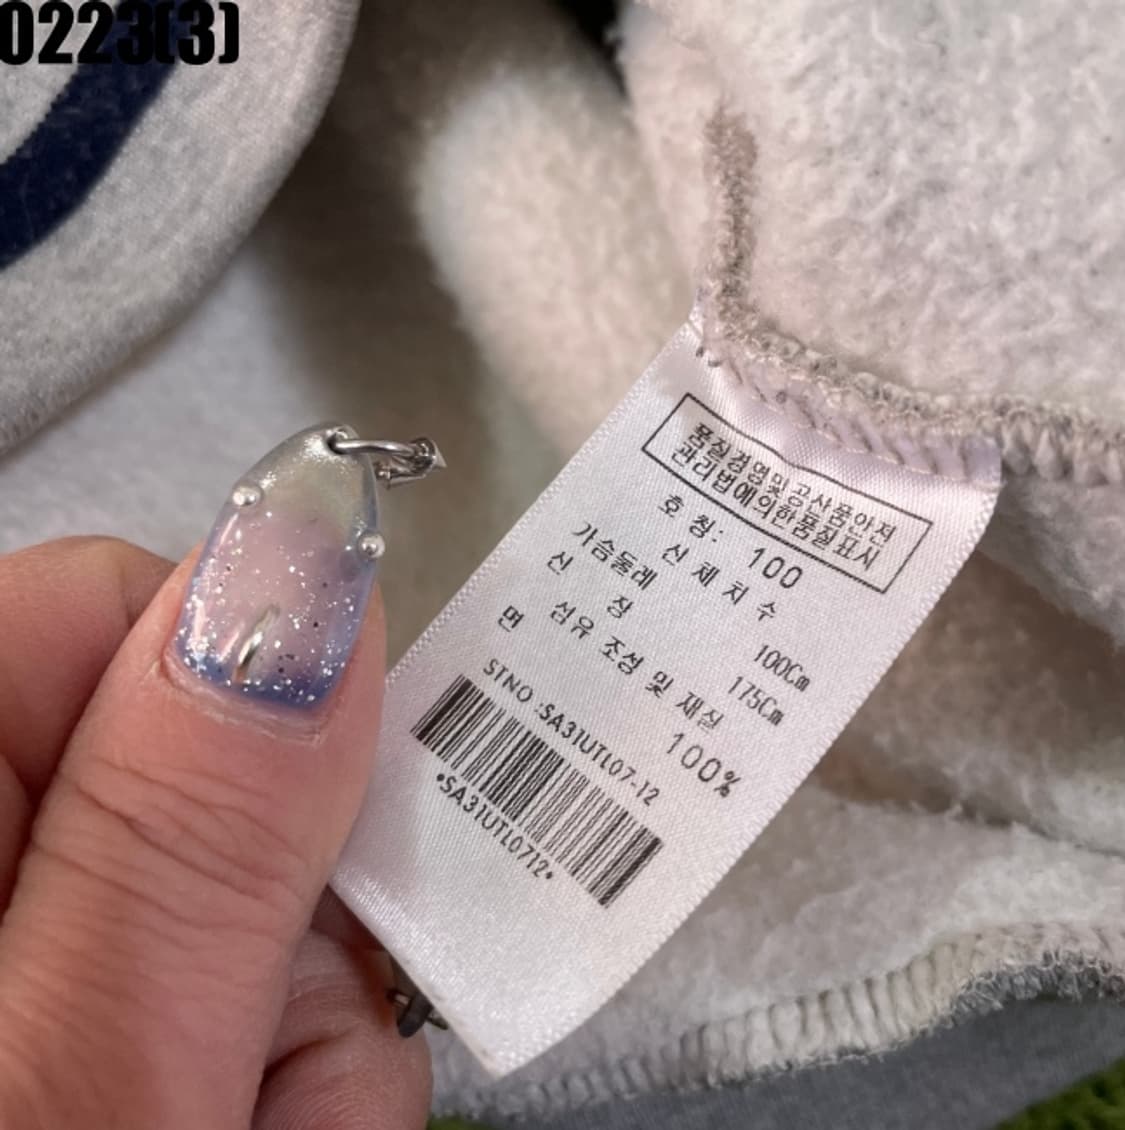 0223(3)
품질경영및공산품안전
관리법에의한품질표시
호 칭: 100
신 체 치 수
가슴둘레 100Cm
신 장 175Cm
섬유 조성 및 재질
면 100%
STNO :SA31UTL07-12
*SA31UTL0712*